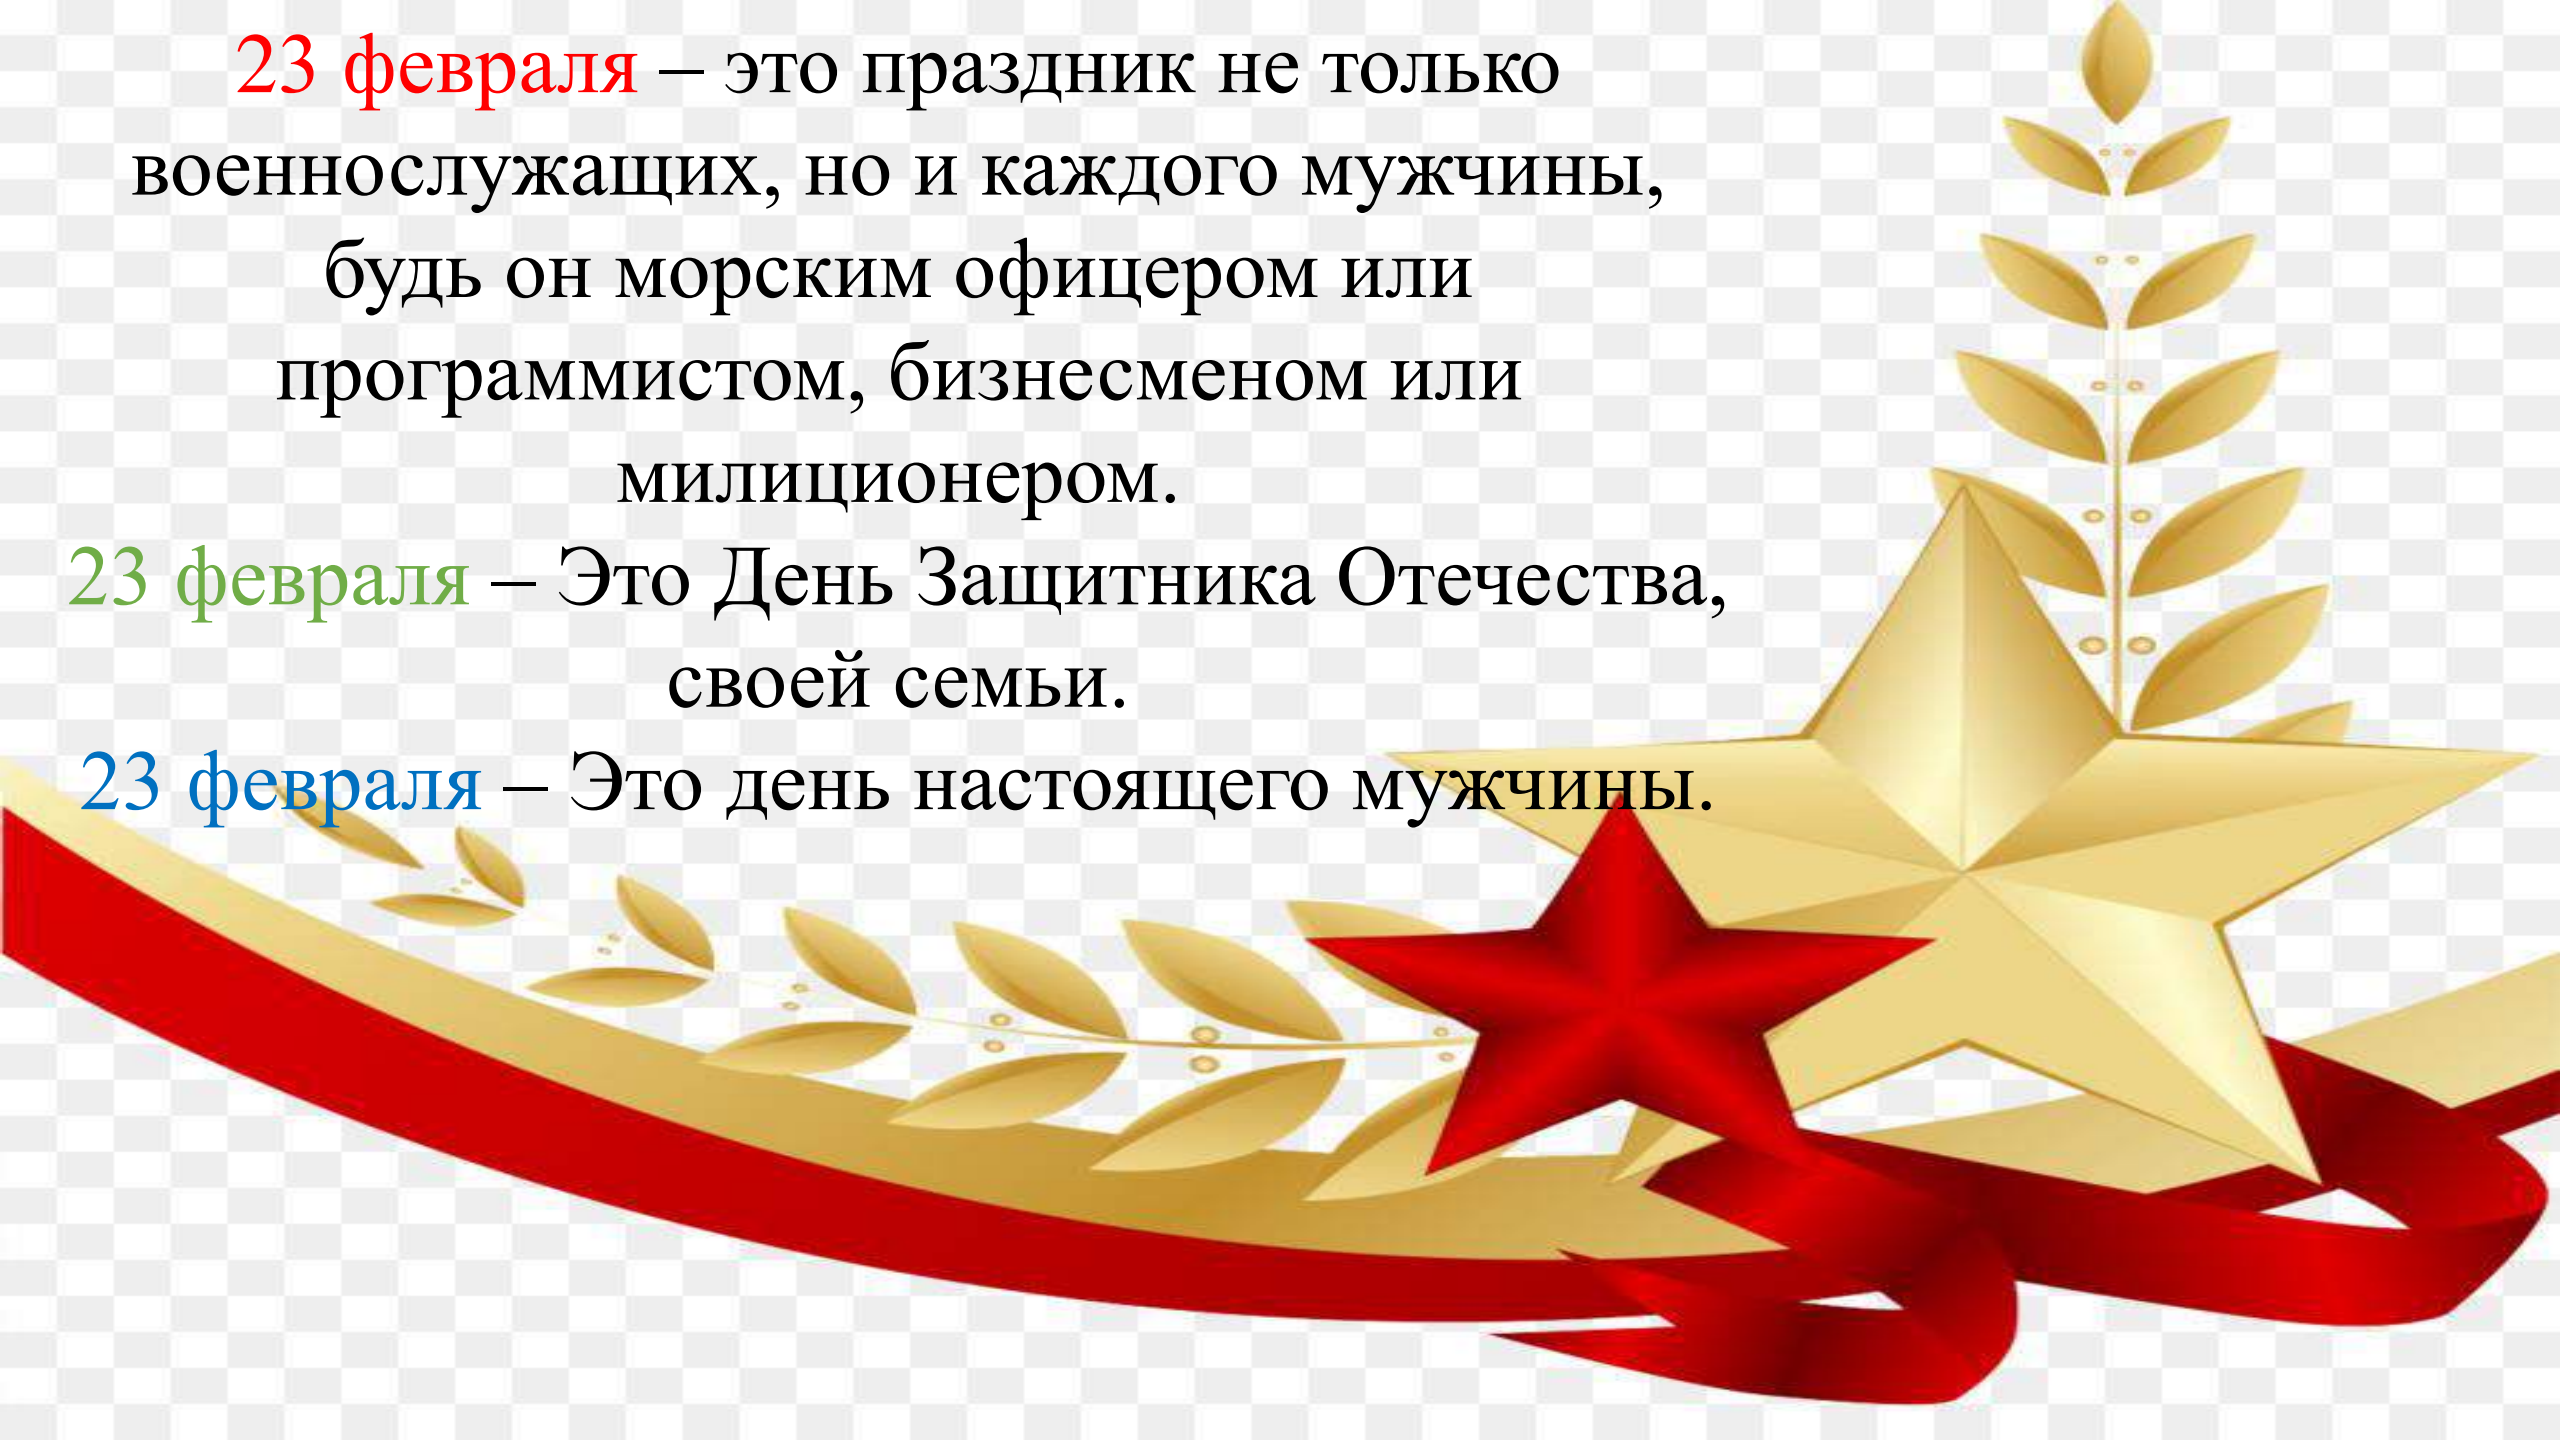 23 февраля – это праздник не только
военнослужащих, но и каждого мужчины,
будь он морским офицером или
программистом, бизнесменом или
милиционером.
23 февраля – Это День Защитника Отечества,
своей семьи.
23 февраля – Это день настоящего мужчины.